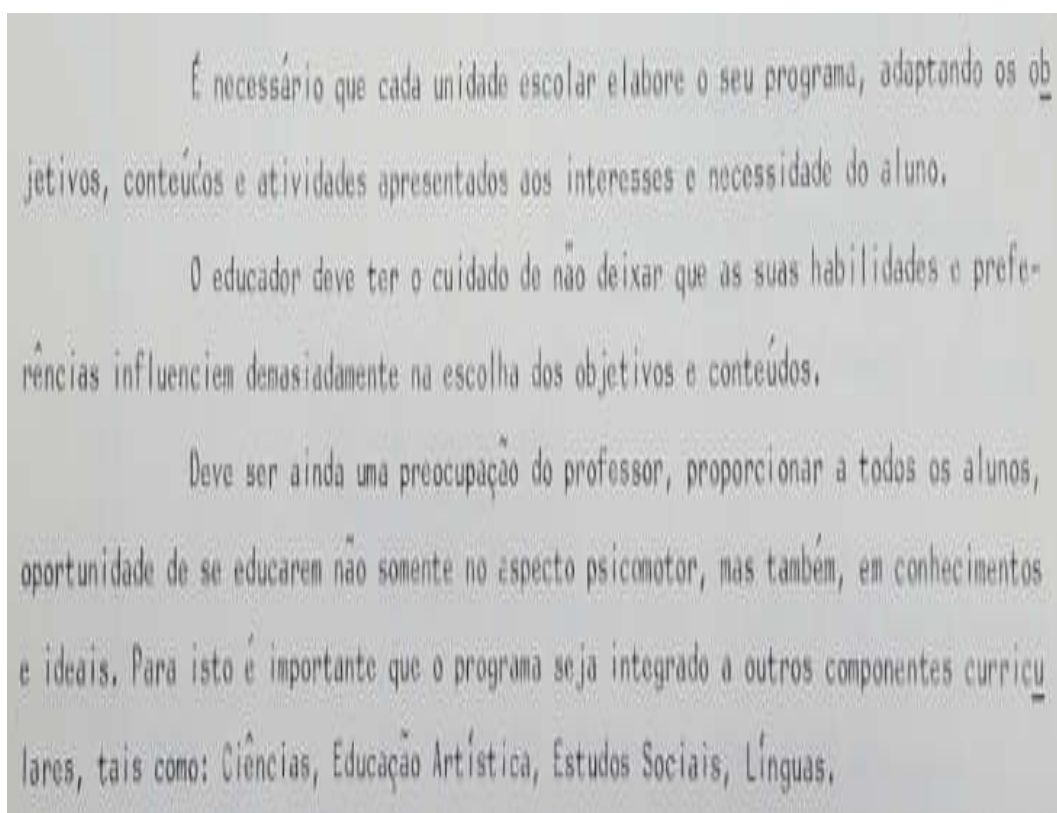 É necessário que cada unidade escolar elabore o seu programa, adaptando os ob
jetivos, conteúdos e atividades apresentados aos interesses e necessidade do aluno.
O educador deve ter o cuidado de não deixar que as suas habilidades e prefe-
rências influenciem demasiadamente na escolha dos objetivos e conteúdos.
Deve ser ainda uma preocupação do professor, proporcionar a todos os alunos,
oportunidade de se educarem não somente no aspecto psicomotor, mas também, em conhecimentos
e ideais. Para isto é importante que o programa seja integrado a outros componentes curricu
lares, tais como: Ciências, Educação Artística, Estudos Sociais, Línguas.